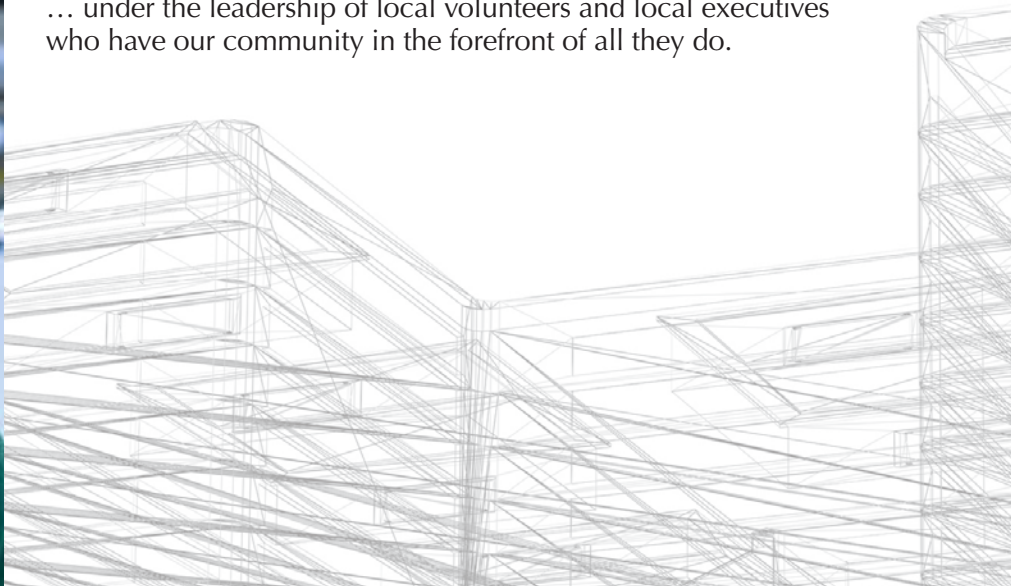 … under the leadership of local volunteers and local executives
who have our community in the forefront of all they do.